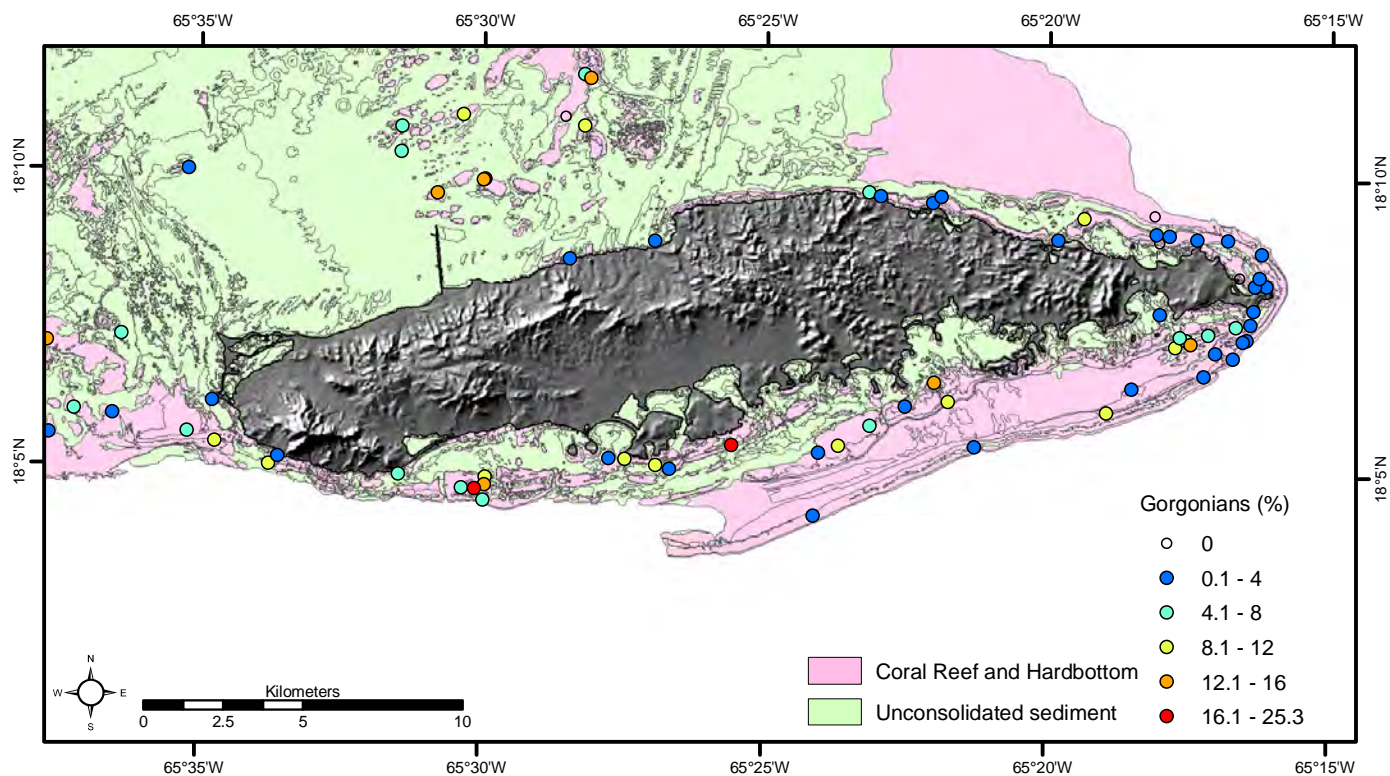 65°35'W 65°30'W 65°25'W 65°20'W 65°15'W
18°10'N 18°10'N
18°5'N 18°5'N
Gorgonians (%)
0
0.1 - 4
4.1 - 8
8.1 - 12
12.1 - 16
16.1 - 25.3
Coral Reef and Hardbottom
Unconsolidated sediment
N
W E
S
Kilometers
0 2.5 5 10
65°35'W 65°30'W 65°25'W 65°20'W 65°15'W